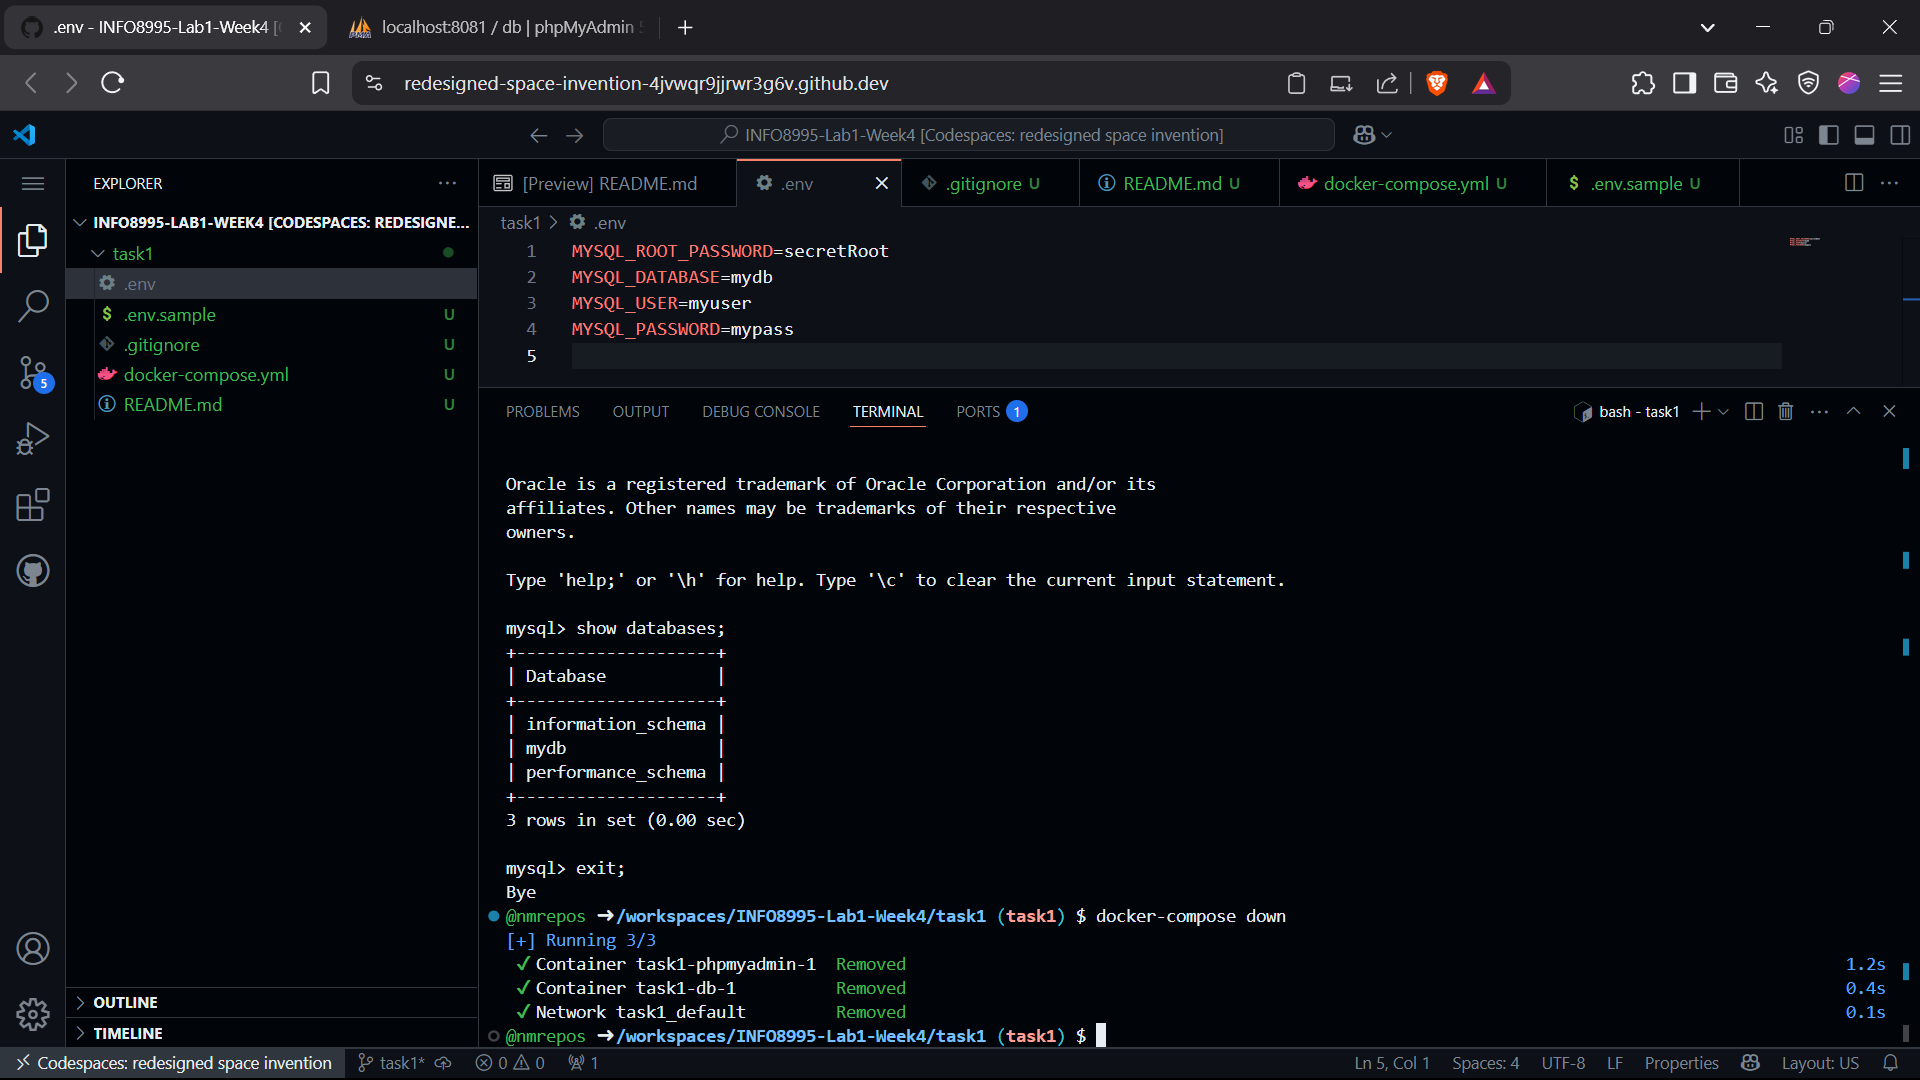 .env - INFO8995-Lab1-Week4 [
localhost:8081 / db | phpMyAdmin
redesigned-space-invention-4jvwqr9jjrwr3g6v.github.dev
INFO8995-Lab1-Week4 [Codespaces: redesigned space invention]
EXPLORER
INFO8995-LAB1-WEEK4 [CODESPACES: REDESIGNE...
task1
.env
.env.sample U
.gitignore U
docker-compose.yml U
README.md U
5
OUTLINE
TIMELINE
[Preview] README.md
.env
.gitignore U
README.md U
docker-compose.yml U
.env.sample U
task1 > .env
1 MYSQL_ROOT_PASSWORD=secretRoot
2 MYSQL_DATABASE=mydb
3 MYSQL_USER=myuser
4 MYSQL_PASSWORD=mypass
5
PROBLEMS OUTPUT DEBUG CONSOLE TERMINAL PORTS 1
bash - task1
Oracle is a registered trademark of Oracle Corporation and/or its
affiliates. Other names may be trademarks of their respective
owners.
Type 'help;' or '\h' for help. Type '\c' to clear the current input statement.
mysql> show databases;
+--------------------+
| Database           |
+--------------------+
| information_schema |
| mydb               |
| performance_schema |
+--------------------+
3 rows in set (0.00 sec)
mysql> exit;
Bye
@nmrepos ➜/workspaces/INFO8995-Lab1-Week4/task1 (task1) $ docker-compose down
[+] Running 3/3
✓ Container task1-phpmyadmin-1 Removed 1.2s
✓ Container task1-db-1 Removed 0.4s
✓ Network task1_default Removed 0.1s
@nmrepos ➜/workspaces/INFO8995-Lab1-Week4/task1 (task1) $
Codespaces: redesigned space invention
task1*
0 0
1
Ln 5, Col 1
Spaces: 4
UTF-8
LF
Properties
Layout: US